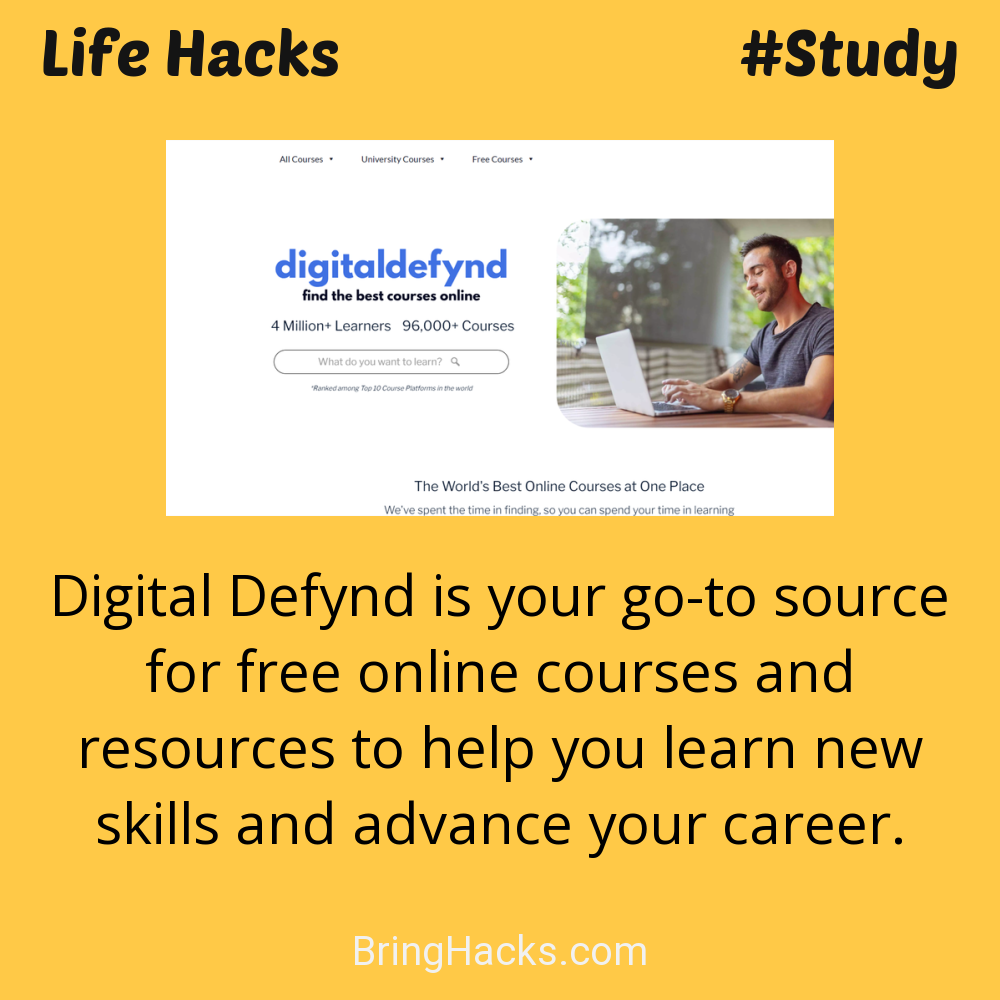 Life Hacks
#Study
All Courses
University Courses
Free Courses
digitaldefynd
find the best courses online
4 Million+ Learners 96,000+ Courses
What do you want to learn?
*Ranked among Top 10 Course Platforms in the world
The World's Best Online Courses at One Place
We've spent the time in finding, so you can spend your time in learning
Digital Defynd is your go-to source
for free online courses and
resources to help you learn new
skills and advance your career.
BringHacks.com